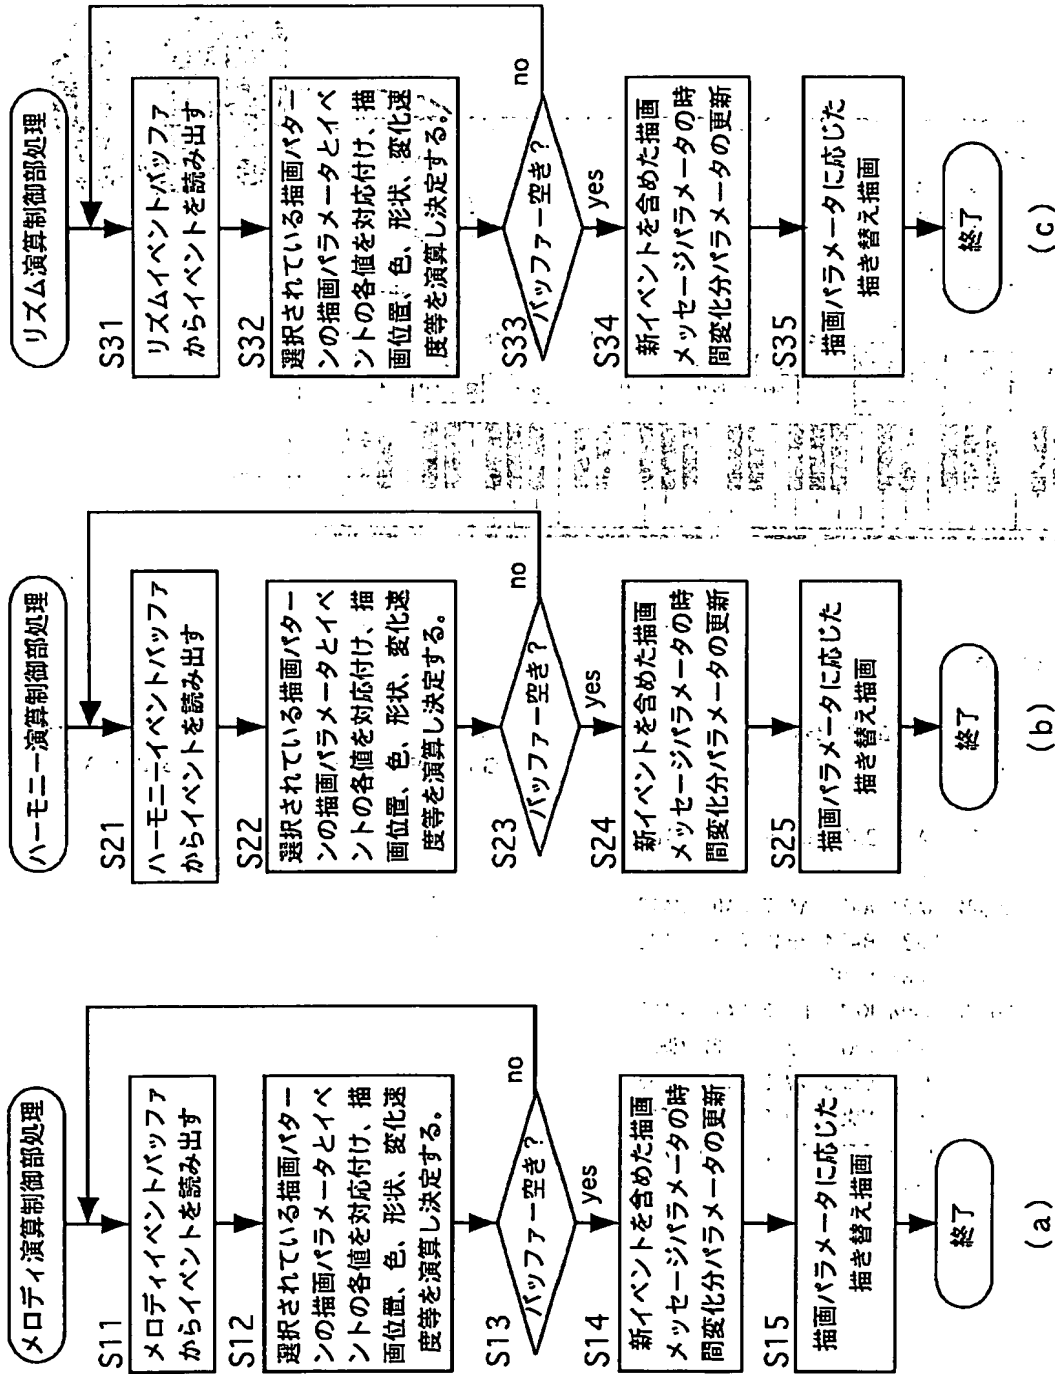 メロディ演算制御部処理
S11
メロディイベントバッファ
からイベントを読み出す
S12
選択されている描画パター
ンの描画パラメータとイベ
ントの各値を対応付け、描
画位置、色、形状、変化速
度等を演算し決定する。
S13
バッファー空き?
no
yes
S14
新イベントを含めた描画
メッセージパラメータの時
間変化分パラメータの更新
S15
描画パラメータに応じた
描き替え描画
終了
(a)
ハーモニー演算制御部処理
S21
ハーモニーイベントバッファ
からイベントを読み出す
S22
選択されている描画パター
ンの描画パラメータとイベ
ントの各値を対応付け、描
画位置、色、形状、変化速
度等を演算し決定する。
S23
バッファー空き?
no
yes
S24
新イベントを含めた描画
メッセージパラメータの時
間変化分パラメータの更新
S25
描画パラメータに応じた
描き替え描画
終了
(b)
リズム演算制御部処理
S31
リズムイベントバッファ
からイベントを読み出す
S32
選択されている描画パター
ンの描画パラメータとイベ
ントの各値を対応付け、描
画位置、色、形状、変化速
度等を演算し決定する。
S33
バッファー空き?
no
yes
S34
新イベントを含めた描画
メッセージパラメータの時
間変化分パラメータの更新
S35
描画パラメータに応じた
描き替え描画
終了
(c)